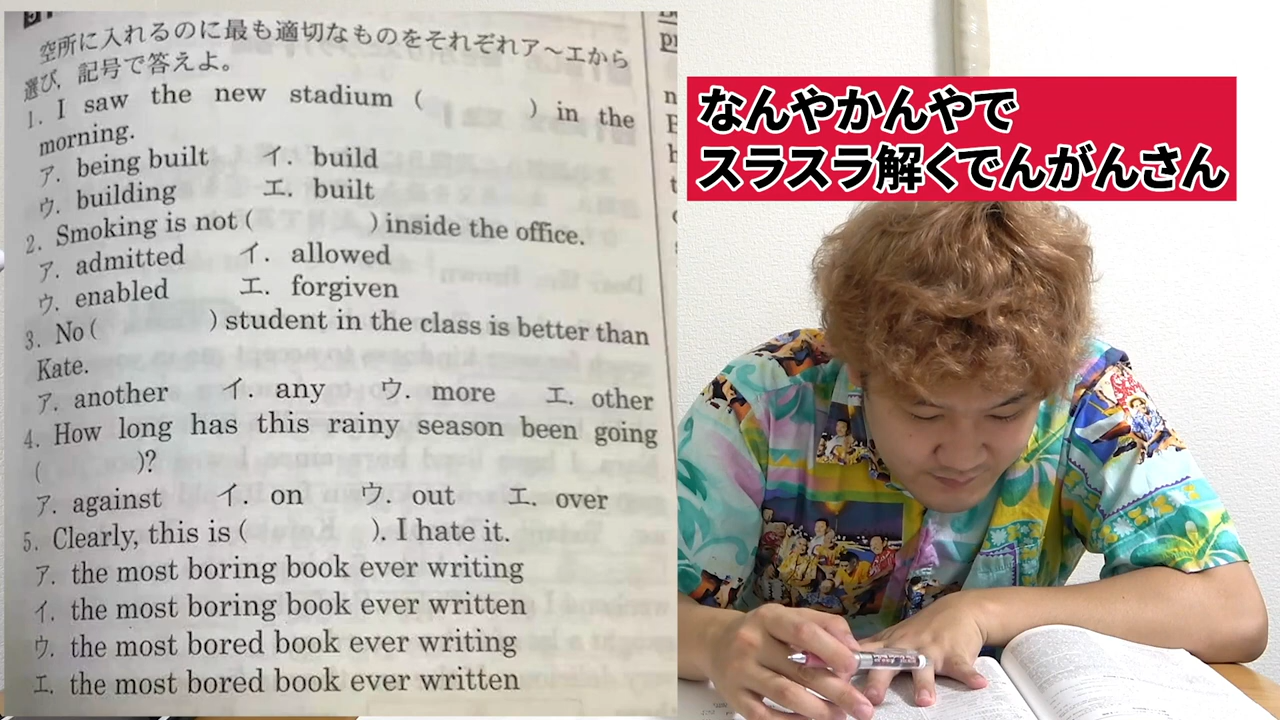 空所に入れるのに最も適切なものをそれぞれア～エから
選び，記号で答えよ。
1. I saw the new stadium ( ) in the
morning.
ア. being built イ. build
ウ. building エ. built
2. Smoking is not ( ) inside the office.
ア. admitted イ. allowed
ウ. enabled エ. forgiven
3. No ( ) student in the class is better than
Kate.
ア. another イ. any ウ. more エ. other
4. How long has this rainy season been going
( )?
ア. against イ. on ウ. out エ. over
5. Clearly, this is ( ). I hate it.
ア. the most boring book ever writing
イ. the most boring book ever written
ウ. the most bored book ever writing
エ. the most bored book ever written
なんやかんやで
スラスラ解くでんがんさん